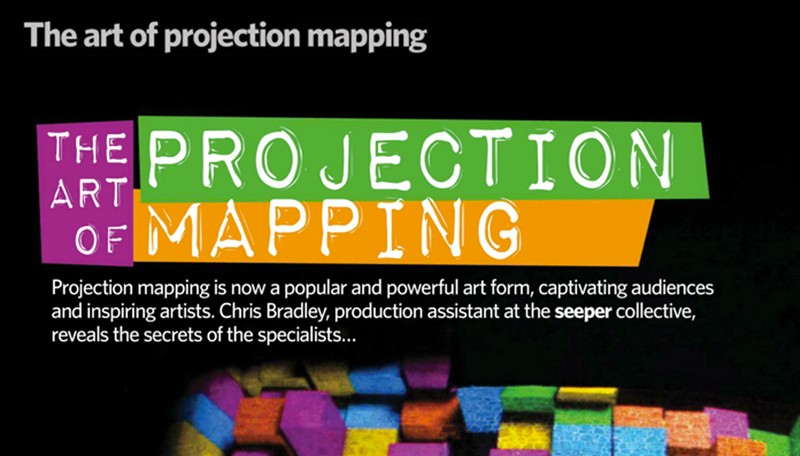 The art of projection mapping
THE
ART
OF
PROJECTION
MAPPING
Projection mapping is now a popular and powerful art form, captivating audiences
and inspiring artists. Chris Bradley, production assistant at the seeper collective,
reveals the secrets of the specialists...